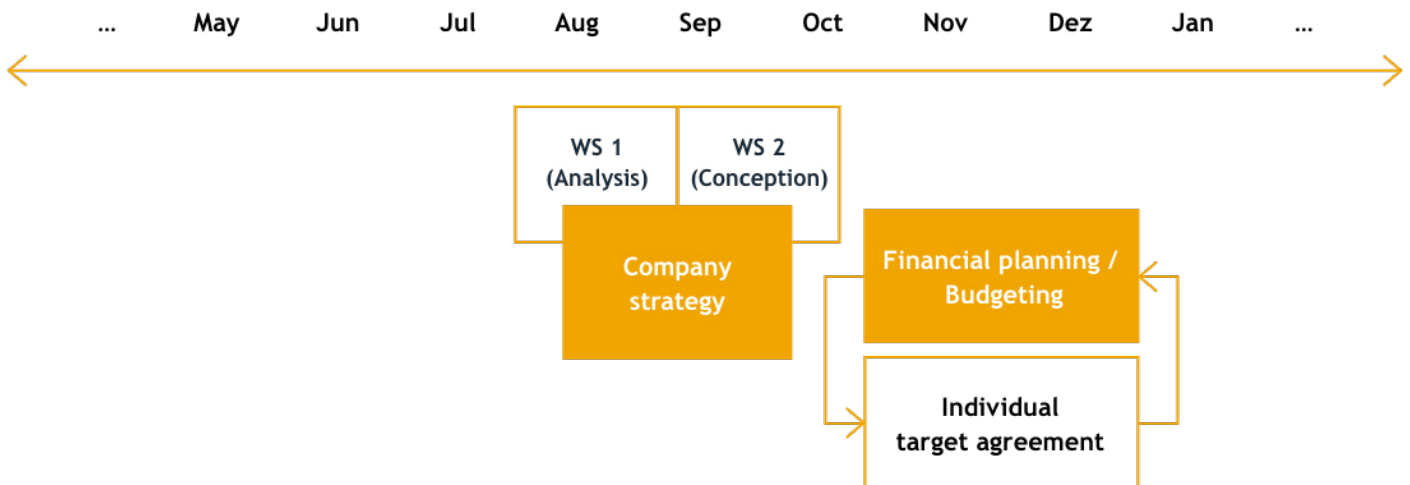 ... May Jun Jul Aug Sep Oct Nov Dez Jan ...
WS 1
(Analysis)
WS 2
(Conception)
Company
strategy
Financial planning /
Budgeting
Individual
target agreement